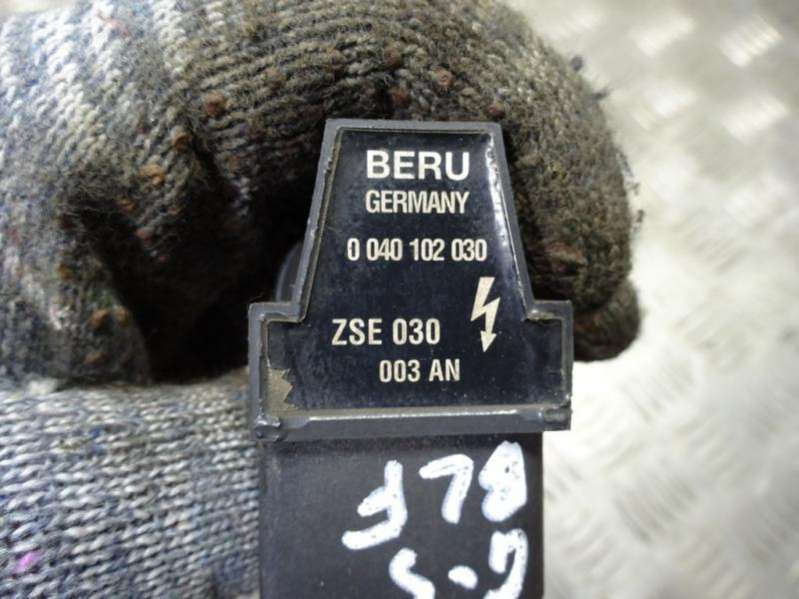 BERU
GERMANY
0 040 102 030
ZSE 030
003 AN
BLF